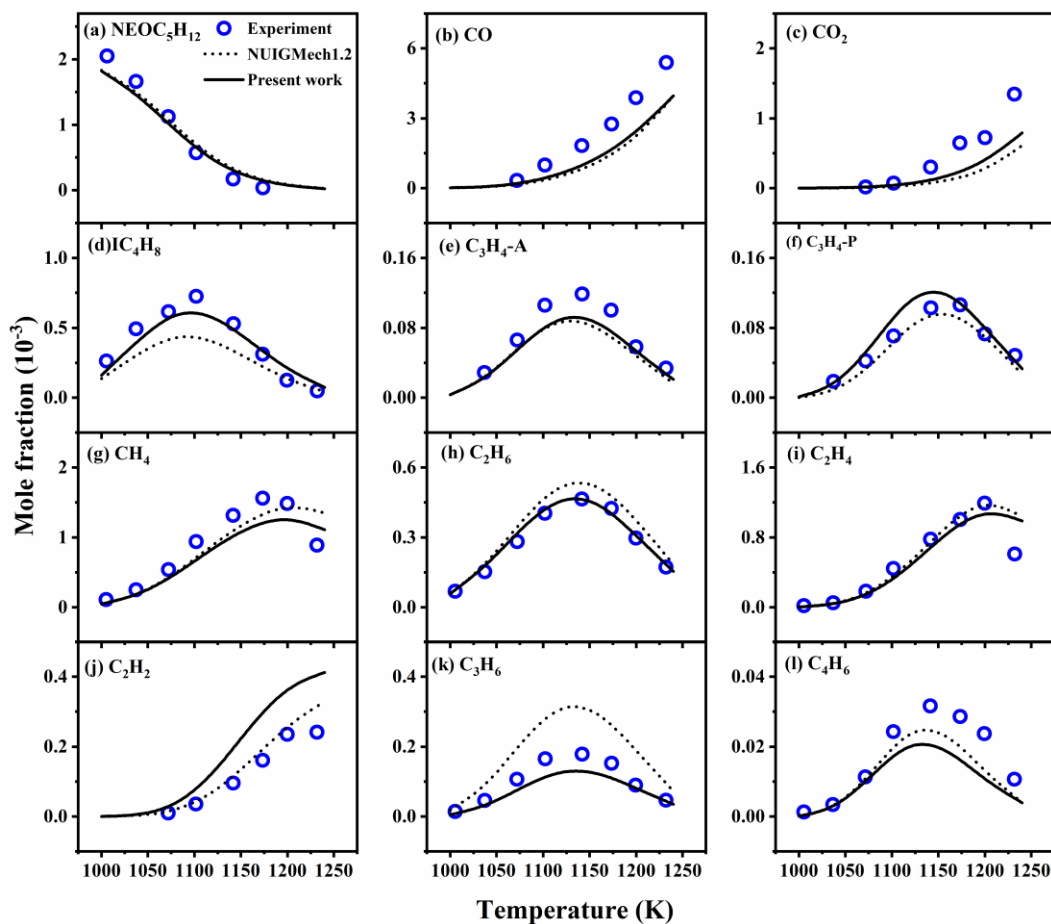 (a) NEOC₅H₁₂
Experiment
NUIGMech1.2
Present work
2
1
0
(b) CO
6
3
0
(c) CO₂
2
1
0
(d)IC₄H₈
1.0
0.5
0.0
(e) C₃H₄-A
0.16
0.08
0.00
(f) C₃H₄-P
0.16
0.08
0.00
(g) CH₄
2
1
0
(h) C₂H₆
0.6
0.3
0.0
(i) C₂H₄
1.6
0.8
0.0
(j) C₂H₂
0.4
0.2
0.0
(k) C₃H₆
0.4
0.2
0.0
(l) C₄H₆
0.04
0.02
0.00
1000 1050 1100 1150 1200 1250
1000 1050 1100 1150 1200 1250
1000 1050 1100 1150 1200 1250
Mole fraction (10⁻³)
Temperature (K)